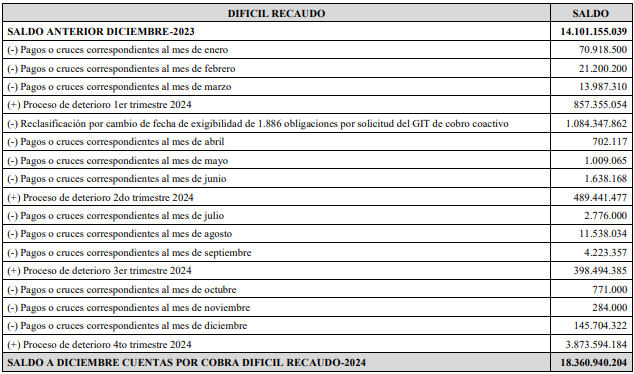 DIFICIL RECAUDO SALDO
SALDO ANTERIOR DICIEMBRE-2023 14.101.155.039
(-) Pagos o cruces correspondientes al mes de enero 70.918.500
(-) Pagos o cruces correspondientes al mes de febrero 21.200.200
(-) Pagos o cruces correspondientes al mes de marzo 13.987.310
(+) Proceso de deterioro 1er trimestre 2024 857.355.054
(-) Reclasificación por cambio de fecha de exigibilidad de 1.886 obligaciones por solicitud del GIT de cobro coactivo 1.084.347.862
(-) Pagos o cruces correspondientes al mes de abril 702.117
(-) Pagos o cruces correspondientes al mes de mayo 1.009.065
(-) Pagos o cruces correspondientes al mes de junio 1.638.168
(+) Proceso de deterioro 2do trimestre 2024 489.441.477
(-) Pagos o cruces correspondientes al mes de julio 2.776.000
(-) Pagos o cruces correspondientes al mes de agosto 11.538.034
(-) Pagos o cruces correspondientes al mes de septiembre 4.223.357
(+) Proceso de deterioro 3er trimestre 2024 398.494.385
(-) Pagos o cruces correspondientes al mes de octubre 771.000
(-) Pagos o cruces correspondientes al mes de noviembre 284.000
(-) Pagos o cruces correspondientes al mes de diciembre 145.704.322
(+) Proceso de deterioro 4to trimestre 2024 3.873.594.184
SALDO A DICIEMBRE CUENTAS POR COBRA DIFICIL RECAUDO-2024 18.360.940.204